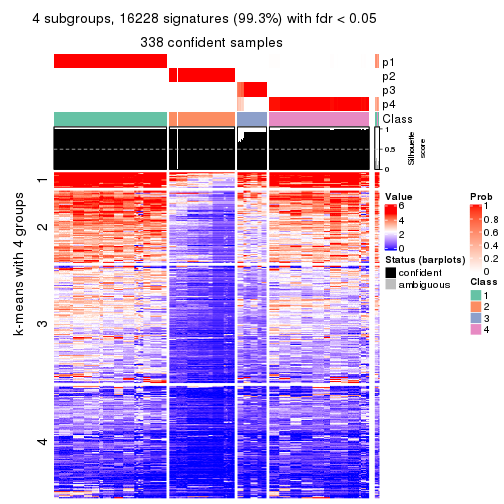 4 subgroups, 16228 signatures (99.3%) with fdr < 0.05
338 confident samples
p1
p2
p3
p4
Class
1
0.5
0
Silhouette
score
k-means with 4 groups
1
2
3
4
Value
6
4
2
0
Status (barplots)
confident
ambiguous
Prob
1
0.8
0.6
0.4
0.2
0
Class
1
2
3
4